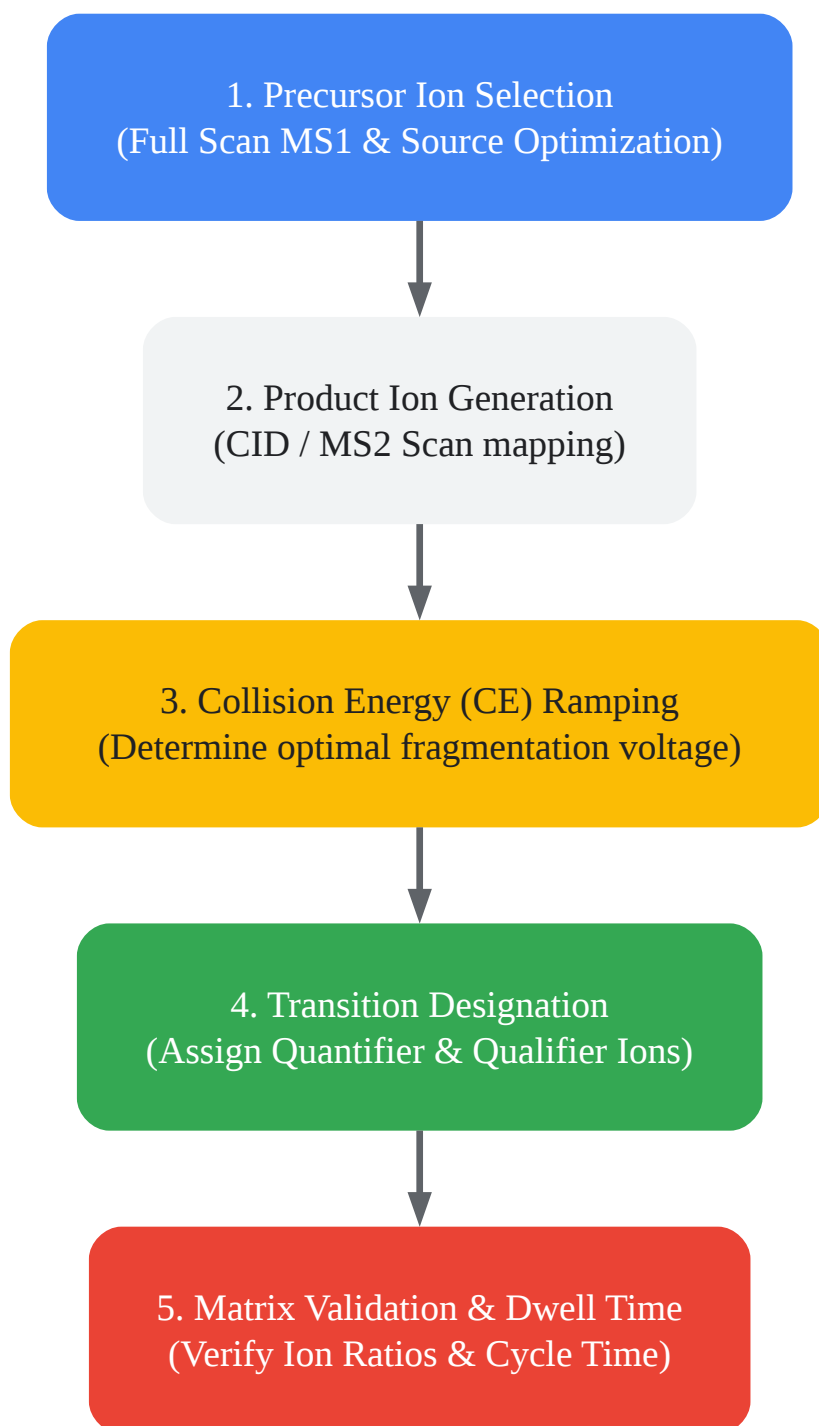 1. Precursor Ion Selection
(Full Scan MS1 & Source Optimization)
2. Product Ion Generation
(CID / MS2 Scan mapping)
3. Collision Energy (CE) Ramping
(Determine optimal fragmentation voltage)
4. Transition Designation
(Assign Quantifier & Qualifier Ions)
5. Matrix Validation & Dwell Time
(Verify Ion Ratios & Cycle Time)